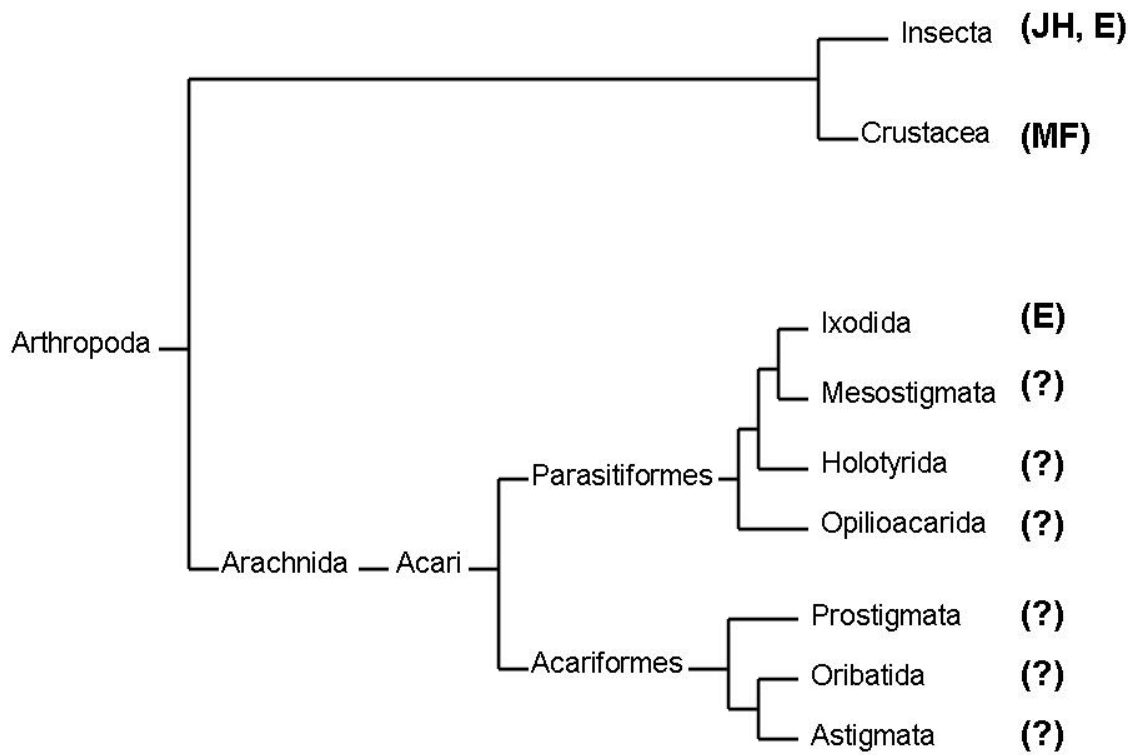 Insecta (JH, E)
Crustacea (MF)
Arthropoda
Ixodida (E)
Mesostigmata (?)
Holotyrida (?)
Parasitiformes
Opilioacarida (?)
Arachnida Acari
Prostigmata (?)
Acariformes
Oribatida (?)
Astigmata (?)